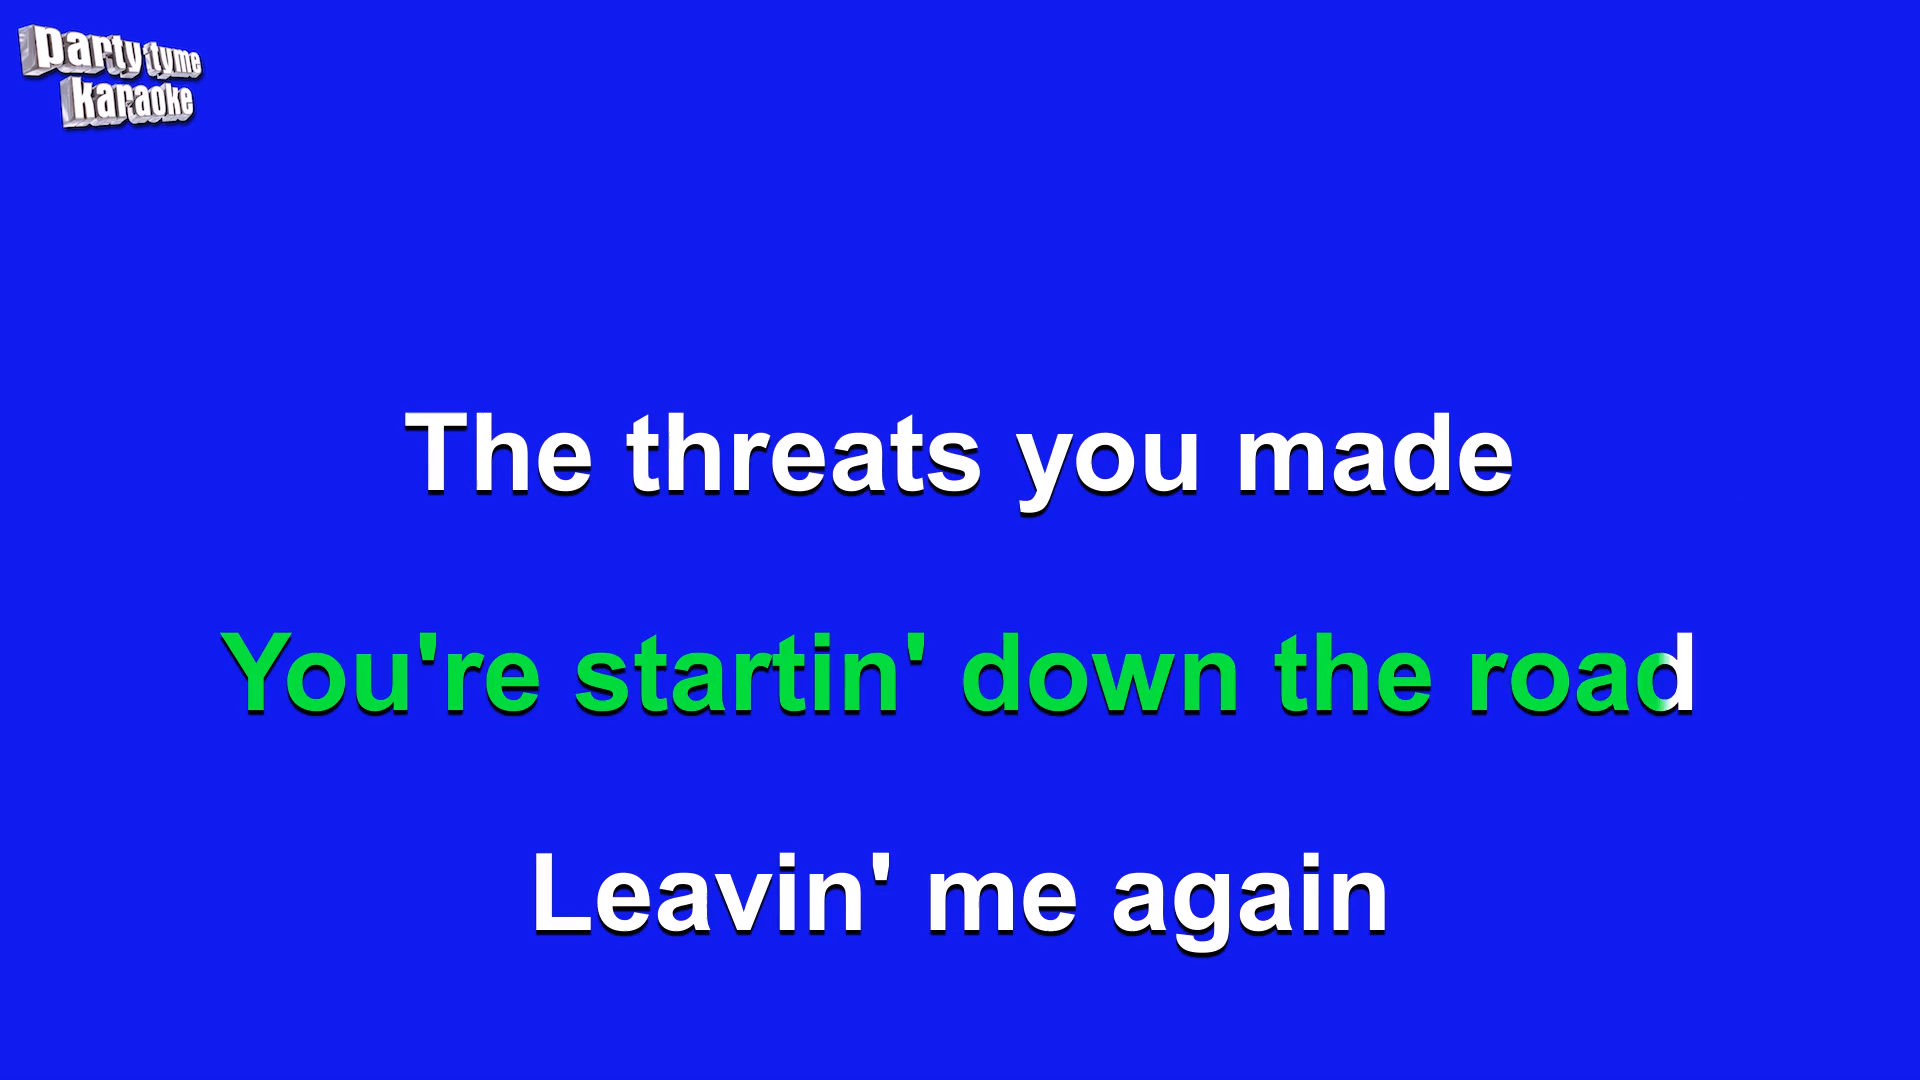 party tyme
karaoke
The threats you made
You're startin' down the road
Leavin' me again